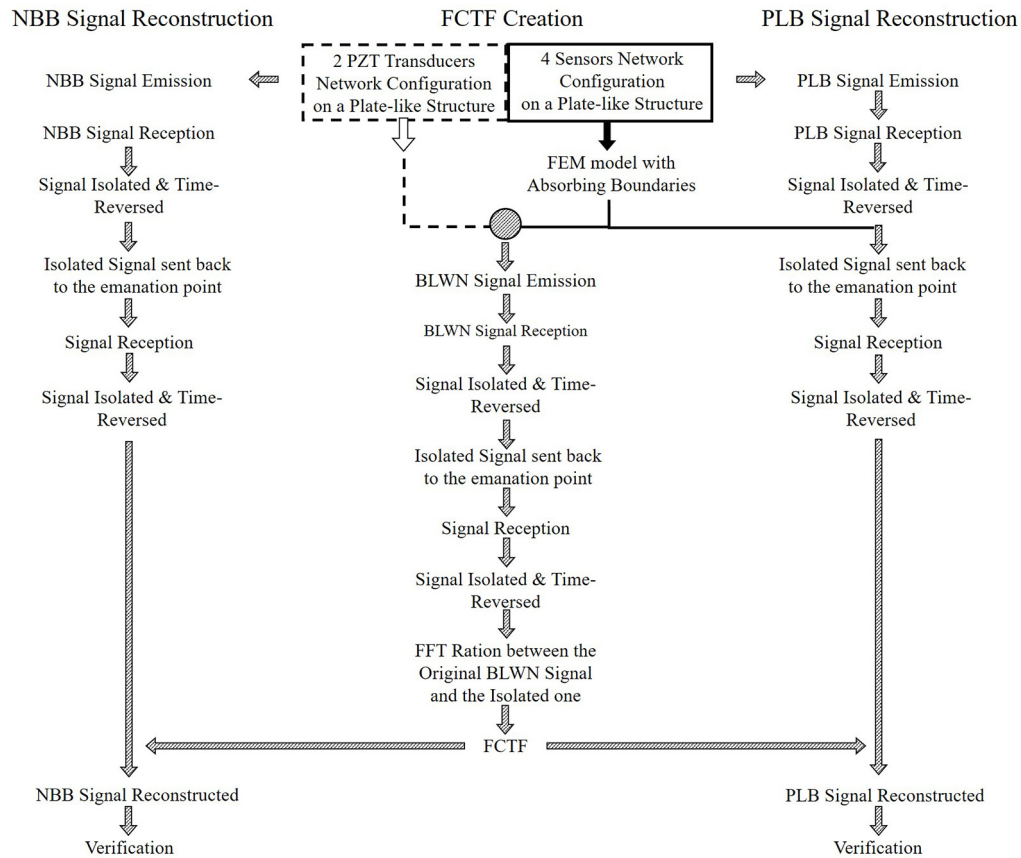 NBB Signal Reconstruction
NBB Signal Emission
NBB Signal Reception
Signal Isolated & Time-
Reversed
Isolated Signal sent back
to the emanation point
Signal Reception
Signal Isolated & Time-
Reversed
NBB Signal Reconstructed
Verification
FCTF Creation
2 PZT Transducers
Network Configuration
on a Plate-like Structure
4 Sensors Network
Configuration
on a Plate-like Structure
FEM model with
Absorbing Boundaries
BLWN Signal Emission
BLWN Signal Reception
Signal Isolated & Time-
Reversed
Isolated Signal sent back
to the emanation point
Signal Reception
Signal Isolated & Time-
Reversed
FFT Ration between the
Original BLWN Signal
and the Isolated one
FCTF
PLB Signal Reconstruction
PLB Signal Emission
PLB Signal Reception
Signal Isolated & Time-
Reversed
Isolated Signal sent back
to the emanation point
Signal Reception
Signal Isolated & Time-
Reversed
PLB Signal Reconstructed
Verification